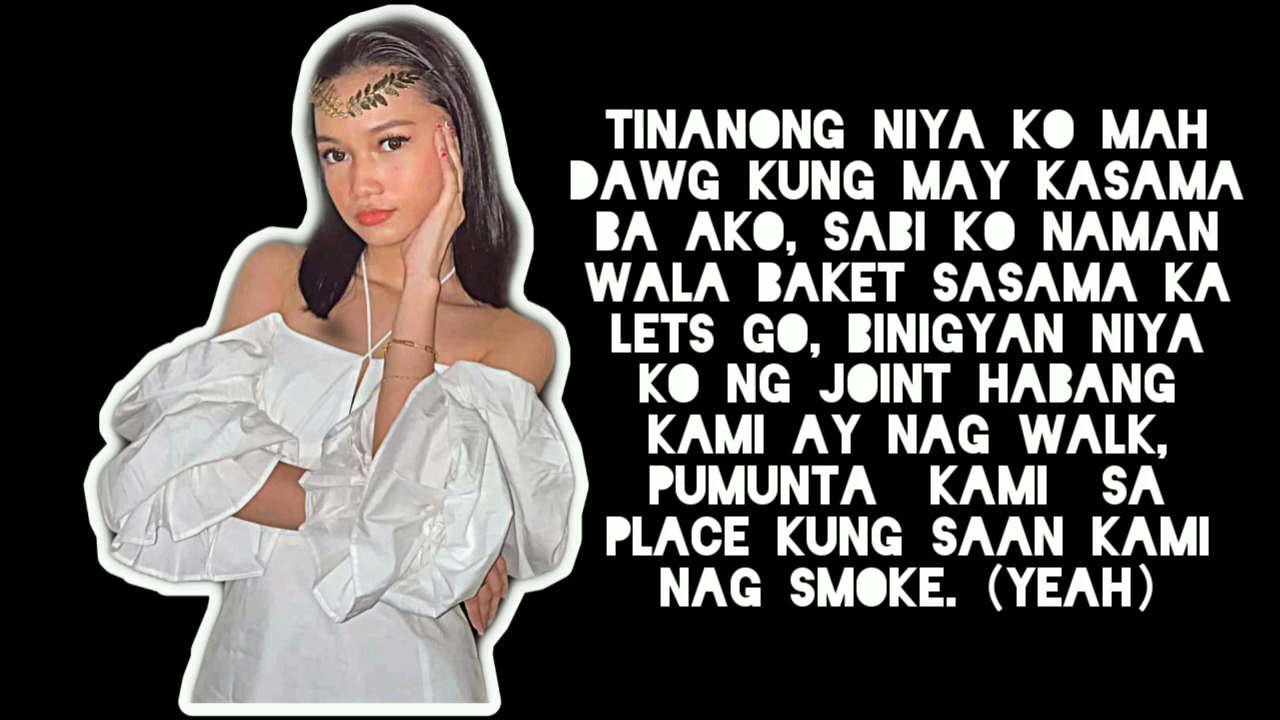 TINANONG NIYA KO MAH
DAWG KUNG MAY KASAMA
BA AKO, SABI KO NAMAN
WALA BAKET SASAMA KA
LETS GO, BINIGYAN NIYA
KO NG JOINT HABANG
KAMI AY NAG WALK,
PUMUNTA KAMI SA
PLACE KUNG SAAN KAMI
NAG SMOKE. (YEAH)